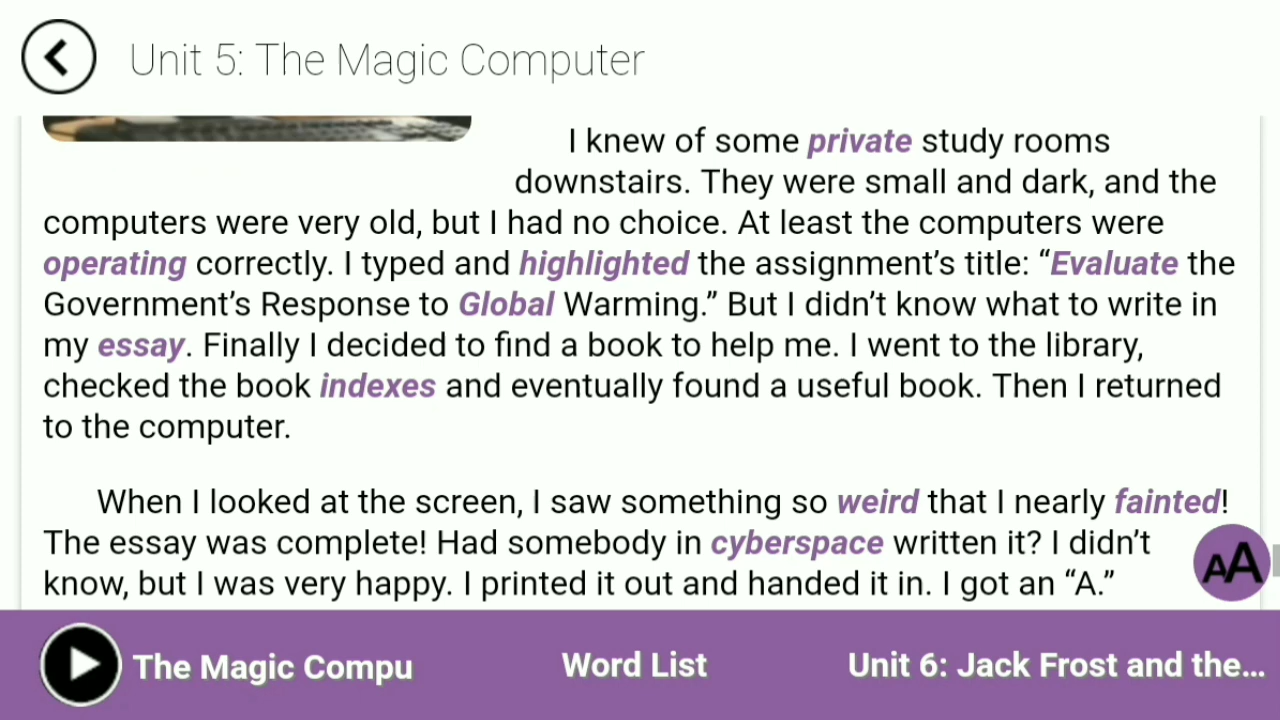 Unit 5: The Magic Computer
I knew of some private study rooms
downstairs. They were small and dark, and the
computers were very old, but I had no choice. At least the computers were
operating correctly. I typed and highlighted the assignment’s title: “Evaluate the
Government’s Response to Global Warming.” But I didn’t know what to write in
my essay. Finally I decided to find a book to help me. I went to the library,
checked the book indexes and eventually found a useful book. Then I returned
to the computer.
When I looked at the screen, I saw something so weird that I nearly fainted!
The essay was complete! Had somebody in cyberspace written it? I didn’t
know, but I was very happy. I printed it out and handed it in. I got an “A.”
AA
The Magic Compu
Word List
Unit 6: Jack Frost and the...